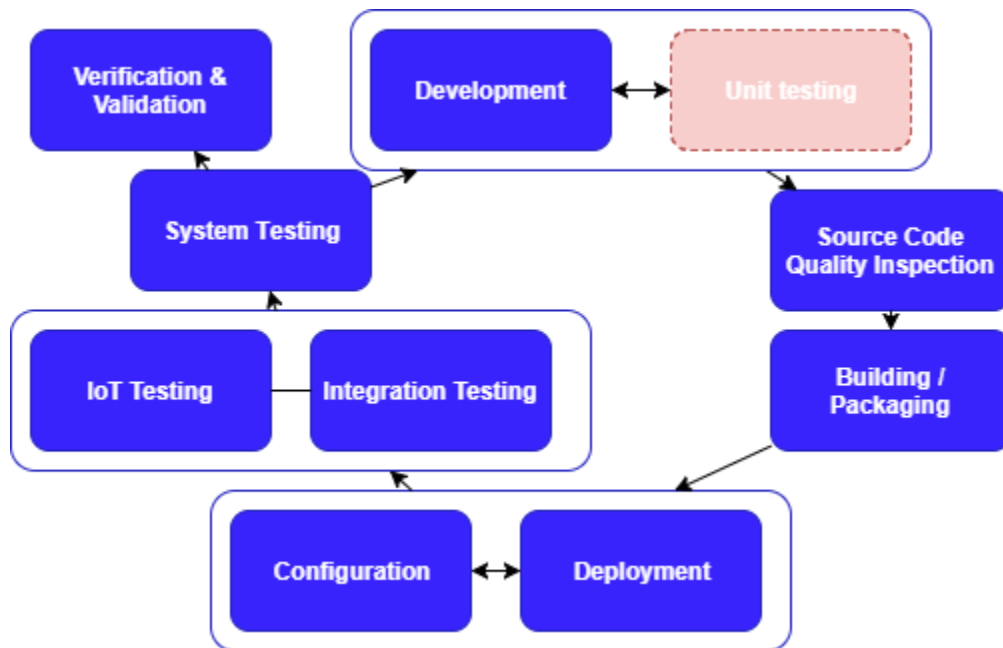 Verification &
Validation
Development
Unit testing
System Testing
Source Code
Quality Inspection
IoT Testing
Integration Testing
Building /
Packaging
Configuration
Deployment